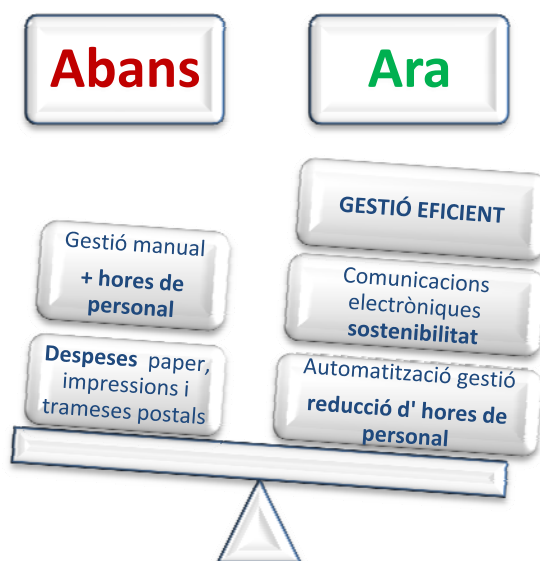 Abans
Ara
Gestió manual
+ hores de
personal
Despeses paper,
impressions i
trameses postals
GESTIÓ EFICIENT
Comunicacions
electròniques
sostenibilitat
Automatització gestió
reducció d' hores de
personal